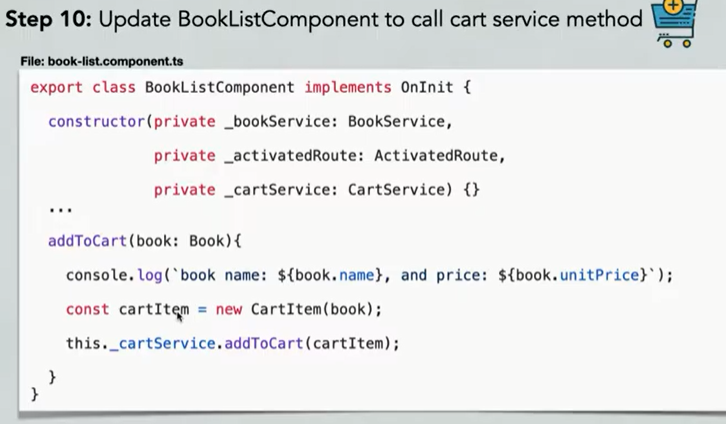 Step 10: Update BookListComponent to call cart service method
File: book-list.component.ts
export class BookListComponent implements OnInit {
constructor(private _bookService: BookService,
private _activatedRoute: ActivatedRoute,
private _cartService: CartService) {}
...
addToCart(book: Book){
console.log(`book name: ${book.name}, and price: ${book.unitPrice}`);
const cartItem = new CartItem(book);
this._cartService.addToCart(cartItem);
}
}